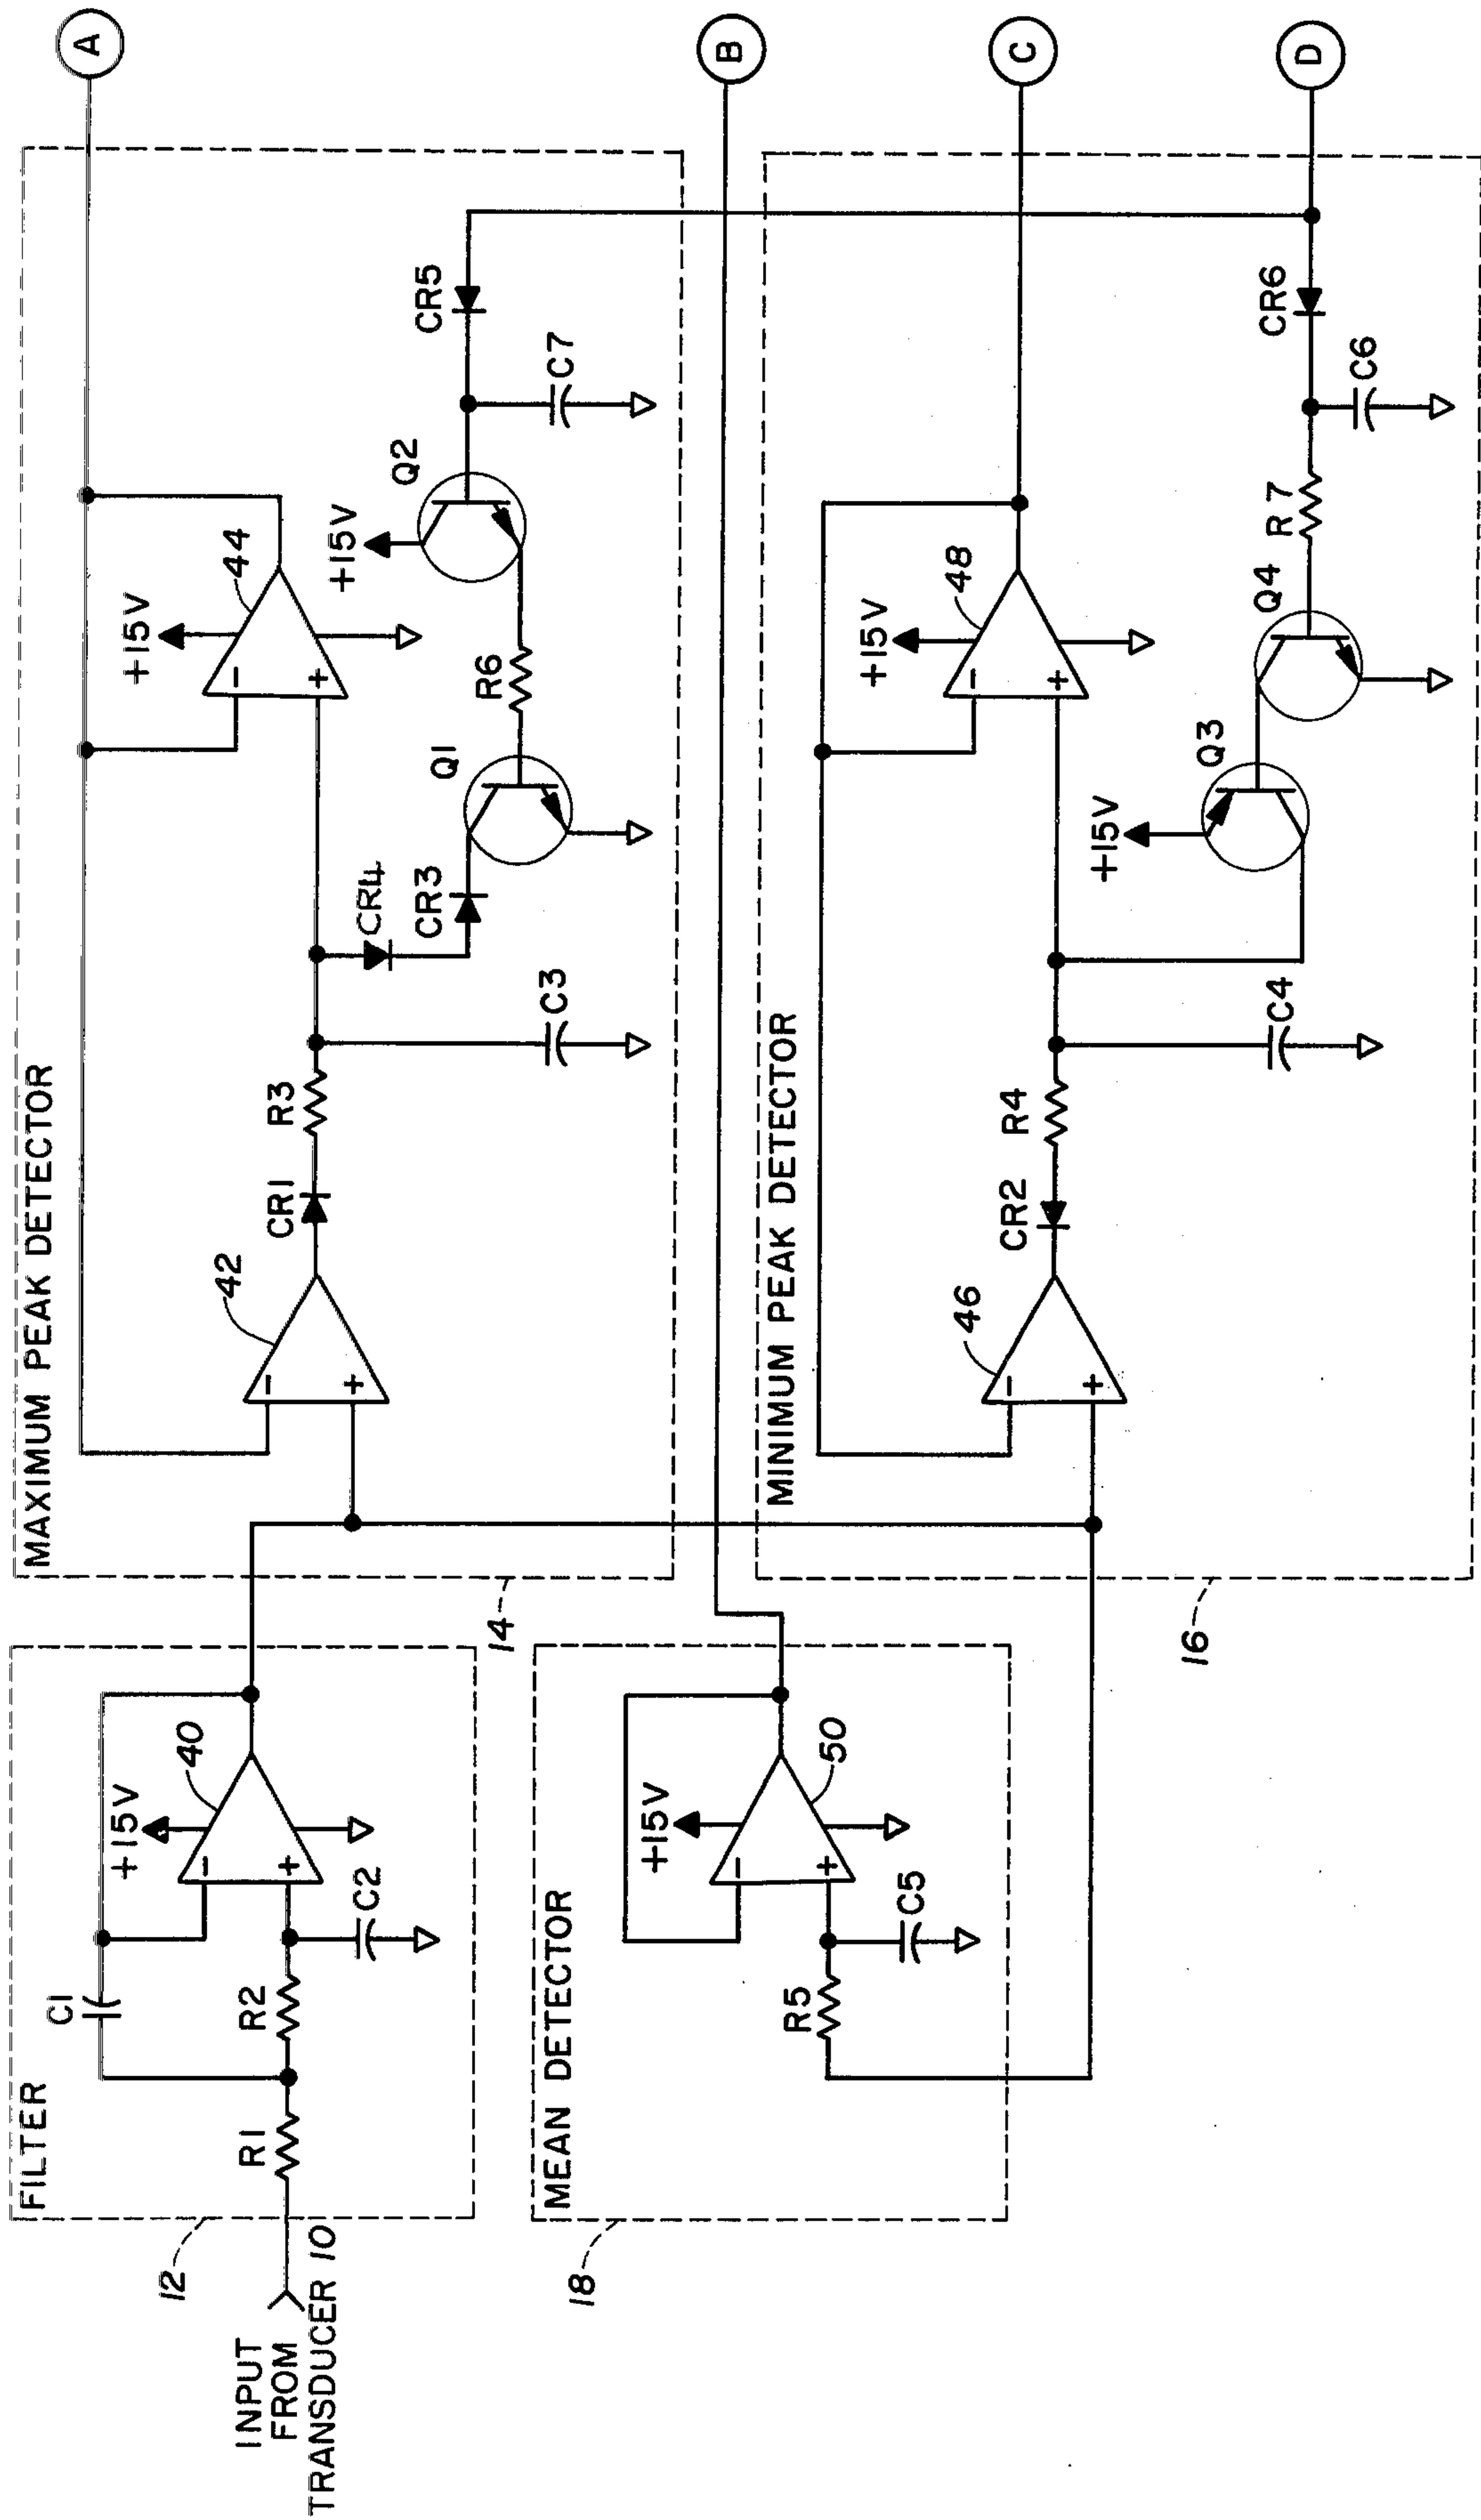 FILTER
C1
+15V
40
R1
R2
C2
INPUT
FROM
TRANSDUCER 10
12
MEAN DETECTOR
+15V
50
R5
C5
18
MAXIMUM PEAK DETECTOR
42
CR1
R3
C3
CR4
CR3
+15V
44
Q1
R6
+15V
Q2
CR5
C7
14
MINIMUM PEAK DETECTOR
46
CR2
R4
C4
+15V
48
+15V
Q3
Q4
R7
C6
CR6
16
A
B
C
D